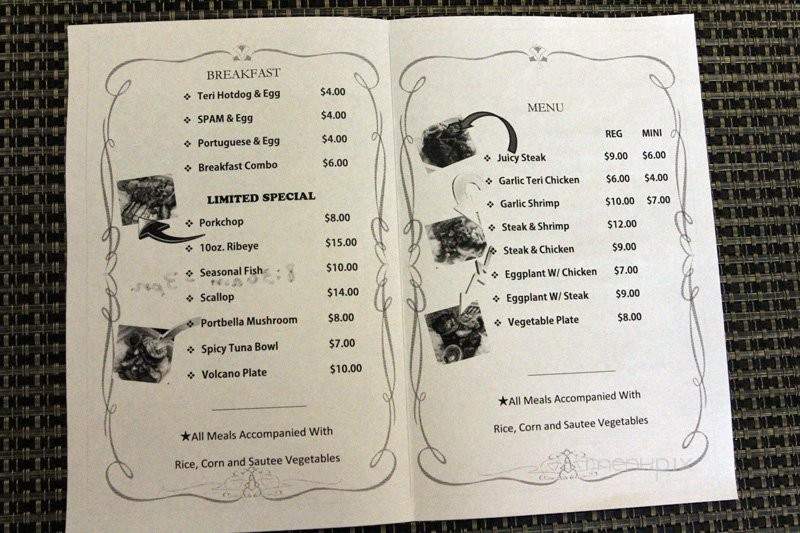 BREAKFAST
❖ Teri Hotdog & Egg $4.00
❖ SPAM & Egg $4.00
❖ Portuguese & Egg $4.00
❖ Breakfast Combo $6.00
LIMITED SPECIAL
❖ Porkchop $8.00
❖ 10oz. Ribeye $15.00
❖ Seasonal Fish $10.00
❖ Scallop $14.00
❖ Portbella Mushroom $8.00
❖ Spicy Tuna Bowl $7.00
❖ Volcano Plate $10.00
★All Meals Accompanied With
Rice, Corn and Sautee Vegetables
MENU
REG MINI
❖ Juicy Steak $9.00 $6.00
❖ Garlic Teri Chicken $6.00 $4.00
❖ Garlic Shrimp $10.00 $7.00
❖ Steak & Shrimp $12.00
❖ Steak & Chicken $9.00
❖ Eggplant W/ Chicken $7.00
❖ Eggplant W/ Steak $9.00
❖ Vegetable Plate $8.00
★All Meals Accompanied With
Rice, Corn and Sautee Vegetables
menupix